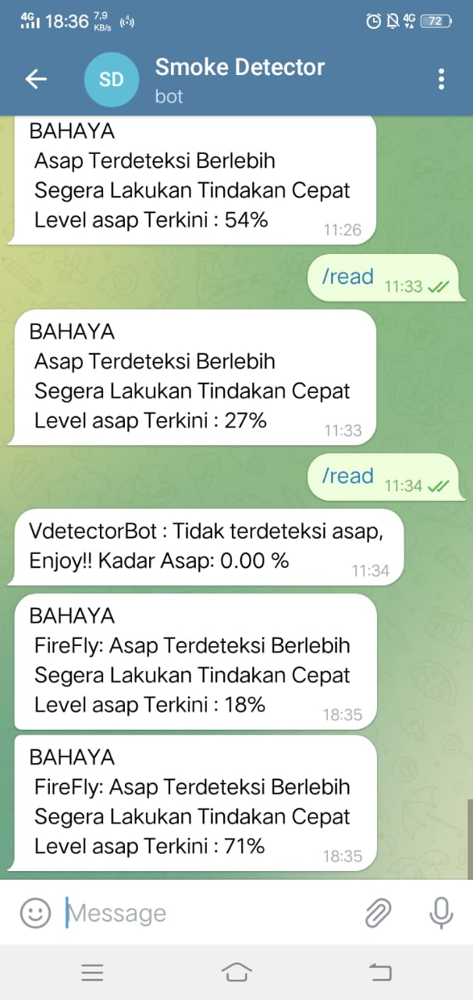 4G 18:36 7,9 KB/s 4G 72
SD
Smoke Detector
bot
BAHAYA
Asap Terdeteksi Berlebih
Segera Lakukan Tindakan Cepat
Level asap Terkini : 54%
11:26
/read 11:33
BAHAYA
Asap Terdeteksi Berlebih
Segera Lakukan Tindakan Cepat
Level asap Terkini : 27%
11:33
/read 11:34
VdetectorBot : Tidak terdeteksi asap,
Enjoy!! Kadar Asap: 0.00 %
11:34
BAHAYA
FireFly: Asap Terdeteksi Berlebih
Segera Lakukan Tindakan Cepat
Level asap Terkini : 18%
18:35
BAHAYA
FireFly: Asap Terdeteksi Berlebih
Segera Lakukan Tindakan Cepat
Level asap Terkini : 71%
18:35
Message